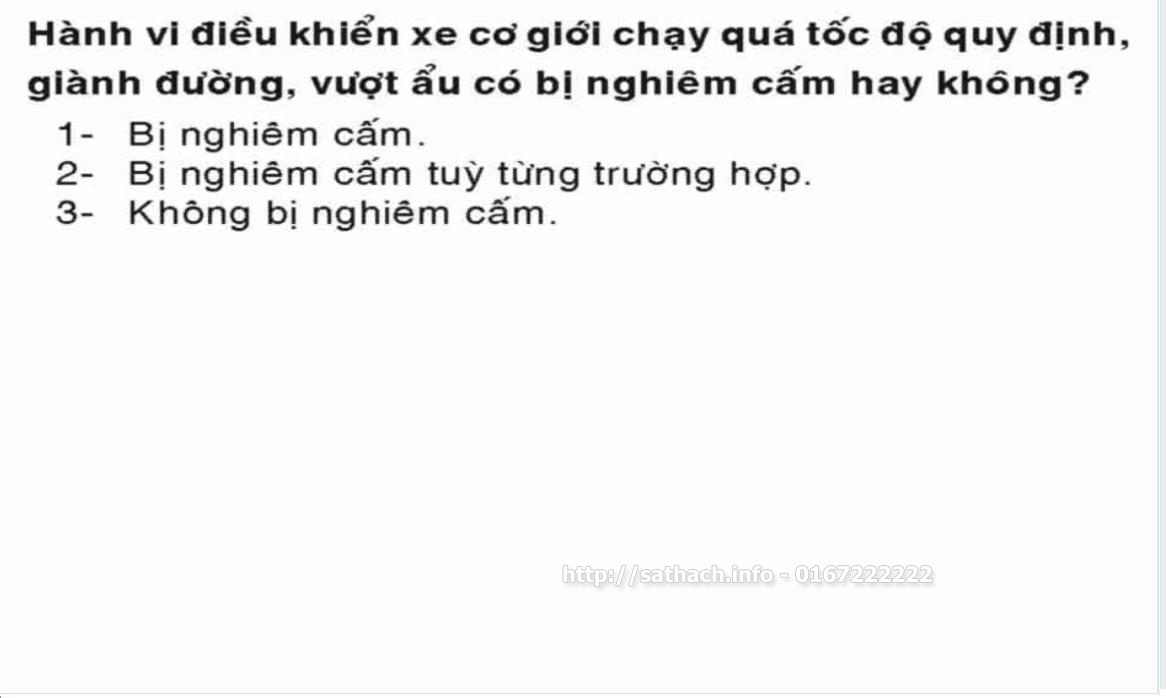 Hành vi điều khiển xe cơ giới chạy quá tốc độ quy định,
giành đường, vượt ẩu có bị nghiêm cấm hay không?
1- Bị nghiêm cấm.
2- Bị nghiêm cấm tuỳ từng trường hợp.
3- Không bị nghiêm cấm.
http://sathach.info - 0167222222